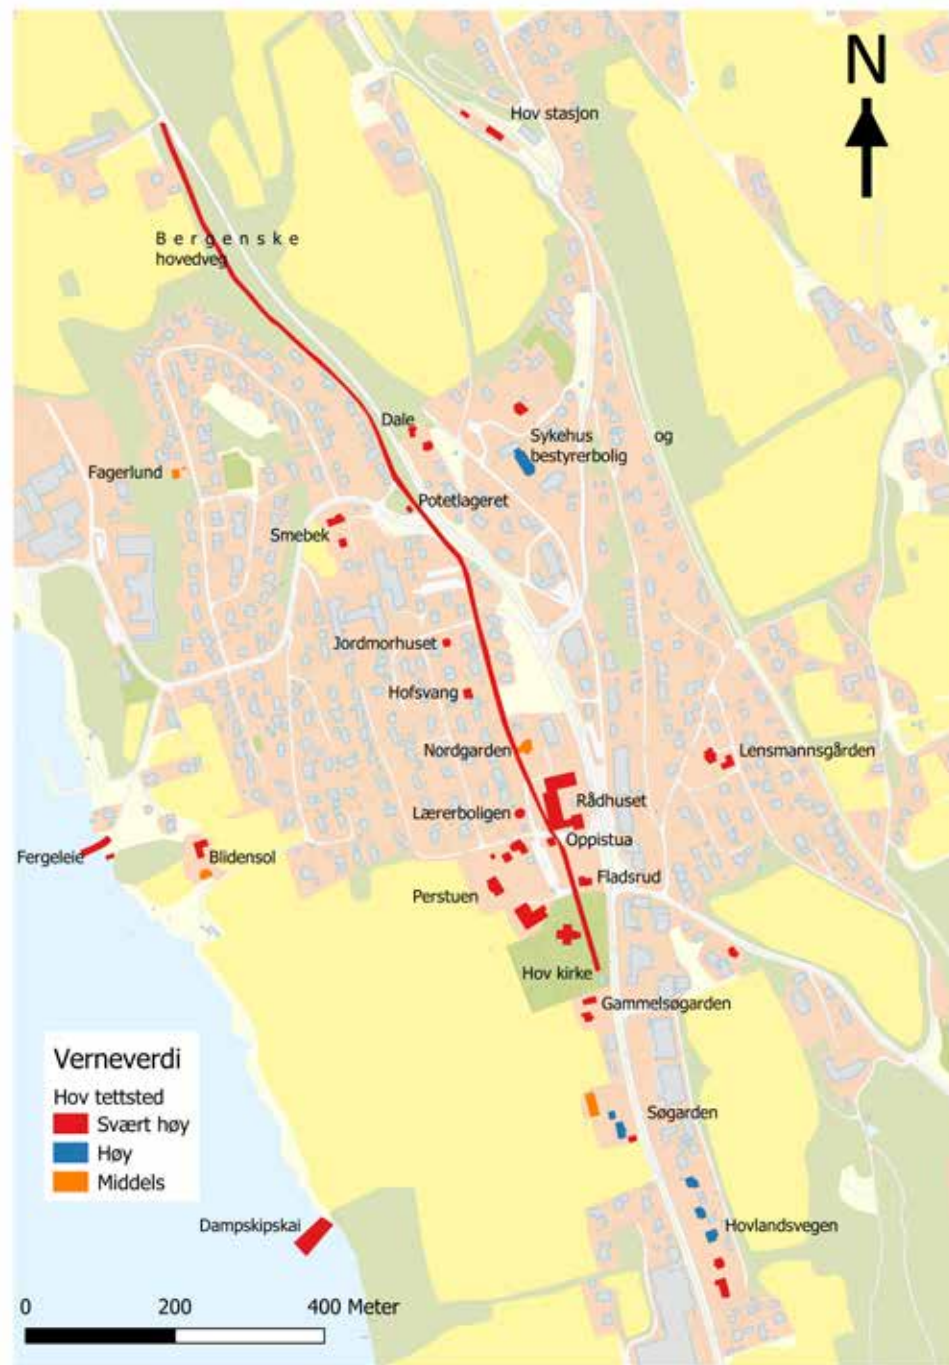 N
Hov stasjon
Bergenske
hovedveg
Dale
Sykehus og
bestyrerbolig
Fagerlund
Potetlageret
Smebek
Jordmorhuset
Hofsvang
Nordgarden
Lensmannsgården
Rådhuset
Lærerboligen
Oppistua
Fergeleie
Blidensol
Fladsrud
Perstuen
Hov kirke
Gammelsøgarden
Verneverdi
Hov tettsted
Svært høy
Høy
Middels
Søgarden
Dampskipskai
Hovlandsvegen
0 200 400 Meter